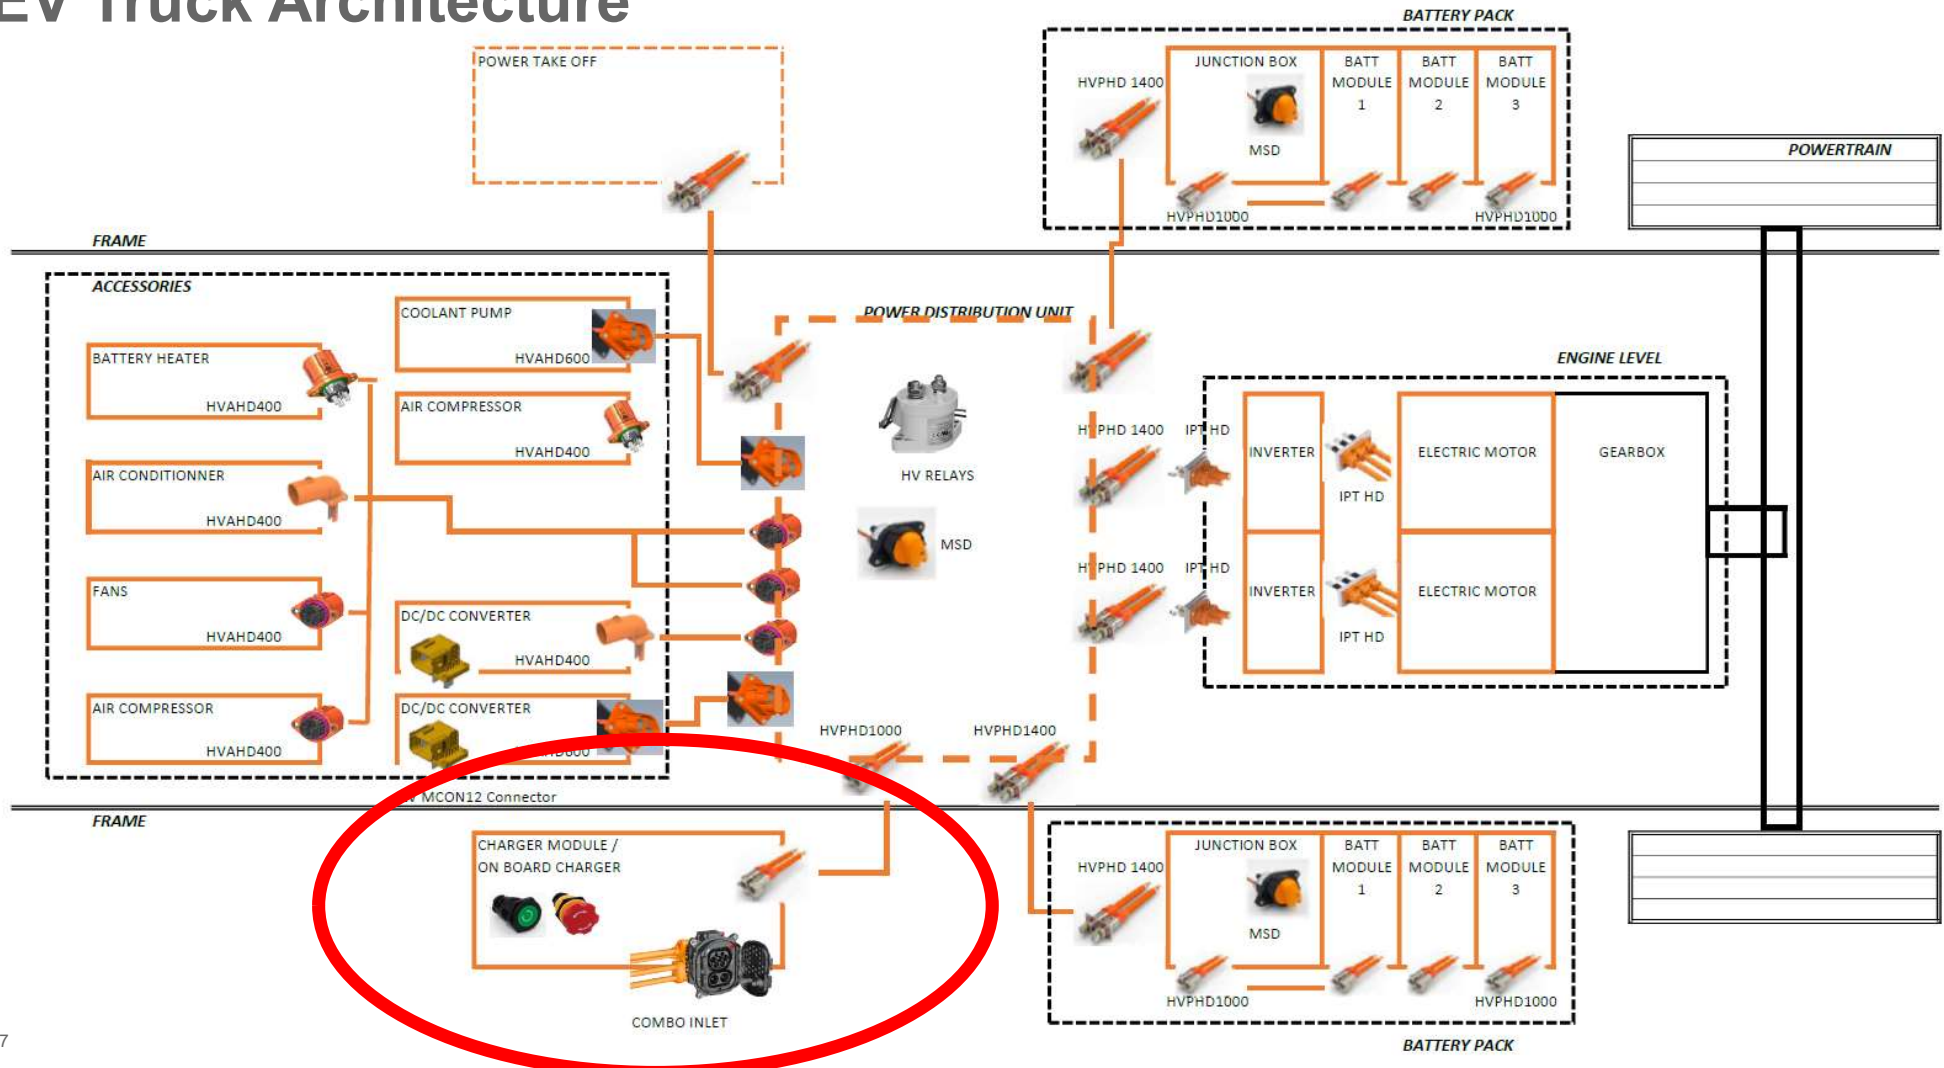 EV Truck Architecture
BATTERY PACK
POWER TAKE OFF
HVPHD 1400
JUNCTION BOX
MSD
BATT
MODULE
1
BATT
MODULE
2
BATT
MODULE
3
HVPHD1000
HVPHD1000
POWERTRAIN
FRAME
ACCESSORIES
BATTERY HEATER
HVAHD400
COOLANT PUMP
HVAHD600
AIR COMPRESSOR
HVAHD400
AIR CONDITIONNER
HVAHD400
FANS
HVAHD400
DC/DC CONVERTER
HVAHD400
AIR COMPRESSOR
HVAHD400
DC/DC CONVERTER
POWER DISTRIBUTION UNIT
HV RELAYS
MSD
HVPHD1000
HVPHD1400
HVPHD 1400
IPT HD
HVPHD 1400
IPT HD
ENGINE LEVEL
INVERTER
IPT HD
ELECTRIC MOTOR
GEARBOX
INVERTER
IPT HD
ELECTRIC MOTOR
MCON12 Connector
FRAME
CHARGER MODULE /
ON BOARD CHARGER
COMBO INLET
HVPHD 1400
JUNCTION BOX
MSD
BATT
MODULE
1
BATT
MODULE
2
BATT
MODULE
3
HVPHD1000
HVPHD1000
BATTERY PACK
7